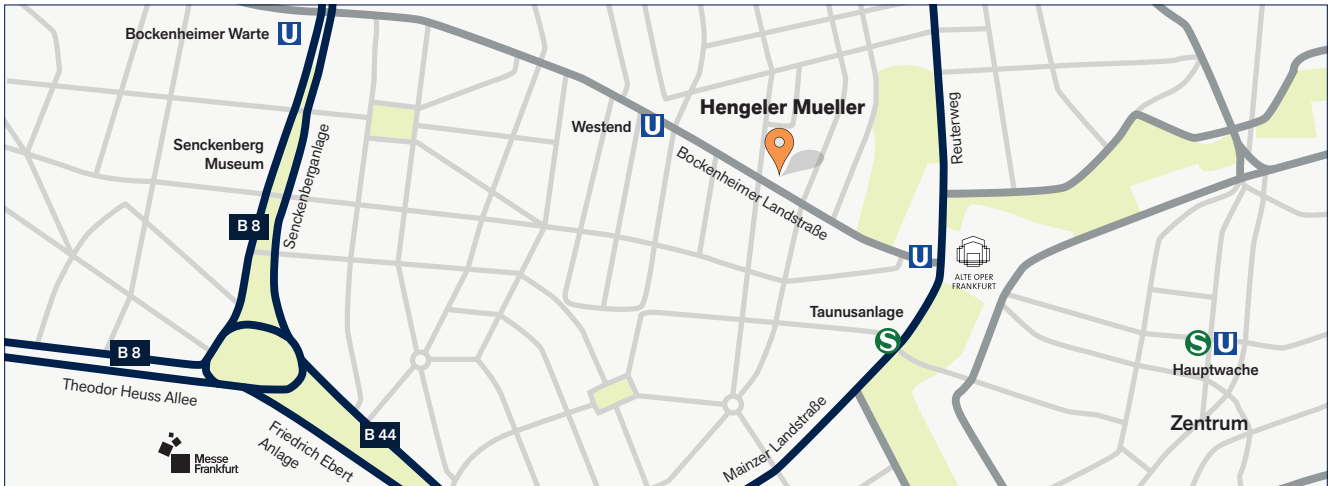 Bockenheimer Warte U
Senckenberg
Museum
Senckenberganlage
B 8
B 8
Theodor Heuss Allee
Messe
Frankfurt
Friedrich Ebert
Anlage
B 44
Westend U
Hengeler Mueller
Bockenheimer Landstraße
Reuterweg
U
ALTE OPER
FRANKFURT
Taunusanlage
S
Mainzer Landstraße
S U
Hauptwache
Zentrum